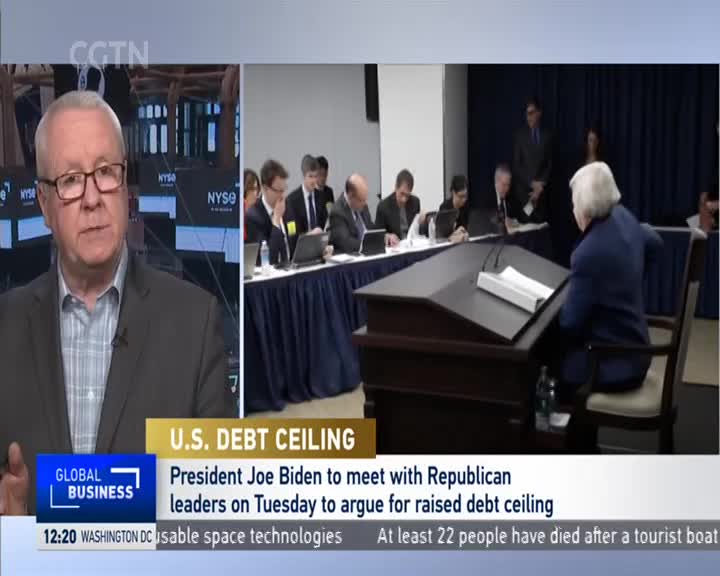 CGTN
NYSE
NYSE
U.S. DEBT CEILING
GLOBAL
BUSINESS
President Joe Biden to meet with Republican
leaders on Tuesday to argue for raised debt ceiling
12:20 WASHINGTON DC
usable space technologies At least 22 people have died after a tourist boat